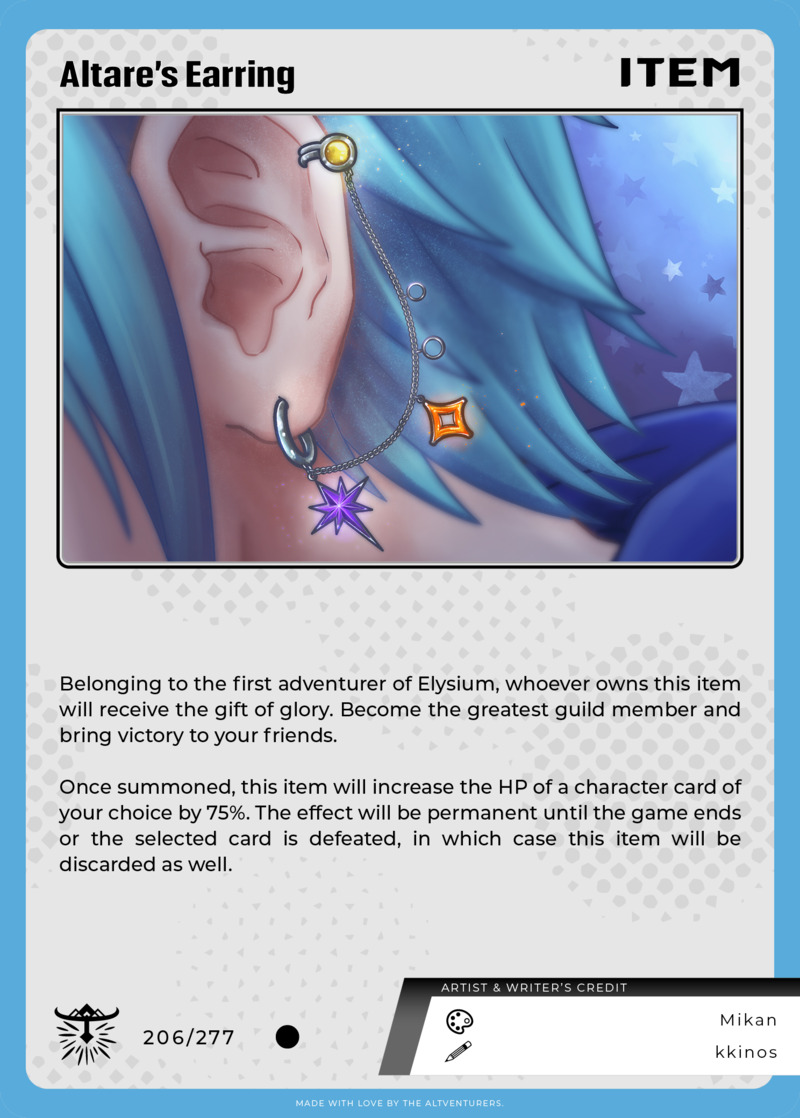 Altare's Earring
ITEM
Belonging to the first adventurer of Elysium, whoever owns this item
will receive the gift of glory. Become the greatest guild member and
bring victory to your friends.
Once summoned, this item will increase the HP of a character card of
your choice by 75%. The effect will be permanent until the game ends
or the selected card is defeated, in which case this item will be
discarded as well.
206/277
ARTIST & WRITER'S CREDIT
Mikan
kkinos
MADE WITH LOVE BY THE ALTVENTURERS.